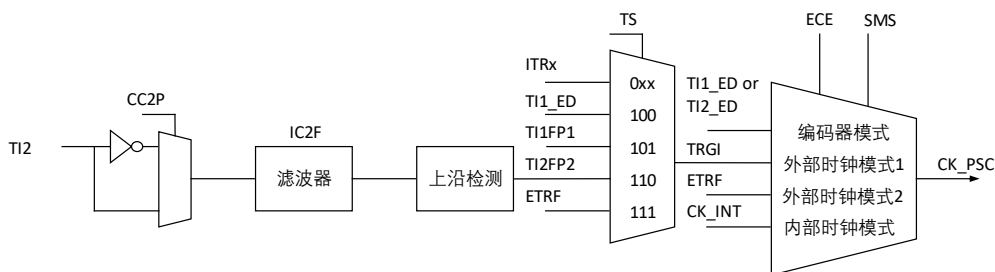 TS
ECE
SMS
ITRx
0xx
TI1_ED or
TI2_ED
CC2P
TI1_ED
100
编码器模式
TI2
IC2F
TI1FP1
101
TRGI
外部时钟模式1
CK_PSC
滤波器
上沿检测
TI2FP2
110
ETRF
外部时钟模式2
ETRF
111
CK_INT
内部时钟模式